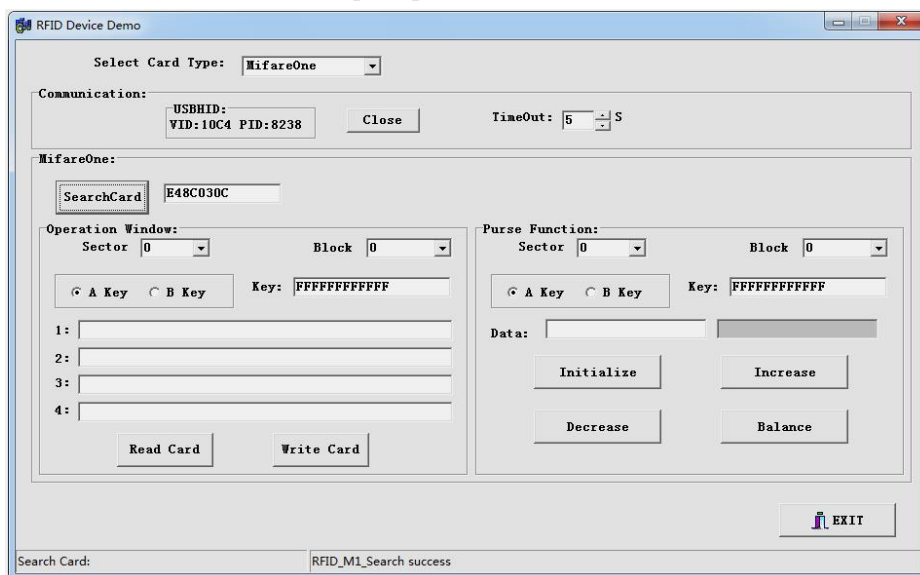 RFID Device Demo
Select Card Type: MifareOne
Communication:
USBHID:
VID:10C4 PID:8238
Close
TimeOut: 5 S
MifareOne:
SearchCard E48C030C
Operation Window:
Sector 0 Block 0
A Key B Key Key: FFFFFFFFFFFF
1:
2:
3:
4:
Read Card Write Card
Purse Function:
Sector 0 Block 0
A Key B Key Key: FFFFFFFFFFFF
Data:
Initialize Increase
Decrease Balance
EXIT
Search Card: RFID_M1_Search success